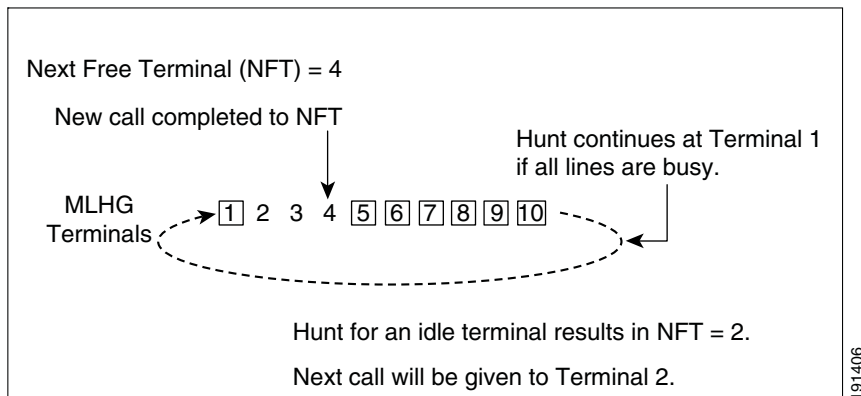 Next Free Terminal (NFT) = 4
New call completed to NFT
Hunt continues at Terminal 1
if all lines are busy.
MLHG
Terminals
1 2 3 4 5 6 7 8 9 10
Hunt for an idle terminal results in NFT = 2.
Next call will be given to Terminal 2.
191406